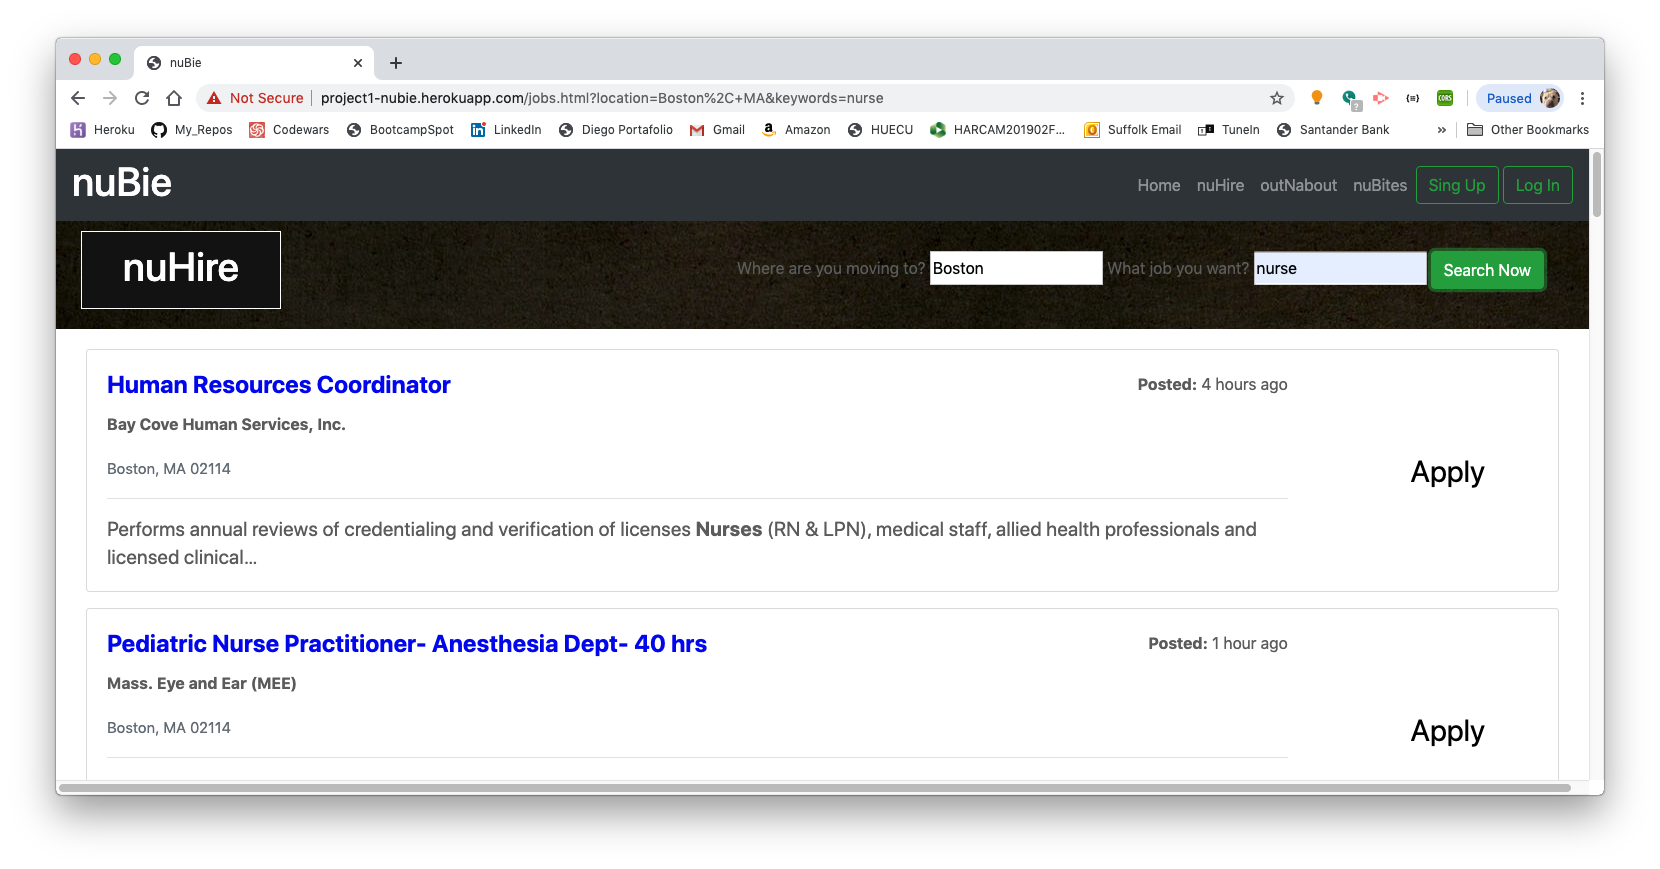 nuBie
Not Secure project1-nubie.herokuapp.com/jobs.html?location=Boston%2C+MA&keywords=nurse
CORS
Paused
Heroku My_Repos Codewars BootcampSpot LinkedIn Diego Portafolio Gmail Amazon HUECU HARCAM201902F... Suffolk Email TuneIn Santander Bank » Other Bookmarks
nuBie
Home nuHire outNabout nuBites Sing Up Log In
nuHire
Where are you moving to? Boston What job you want? nurse Search Now
Human Resources Coordinator
Posted: 4 hours ago
Bay Cove Human Services, Inc.
Boston, MA 02114
Apply
Performs annual reviews of credentialing and verification of licenses Nurses (RN & LPN), medical staff, allied health professionals and
licensed clinical...
Pediatric Nurse Practitioner- Anesthesia Dept- 40 hrs
Posted: 1 hour ago
Mass. Eye and Ear (MEE)
Boston, MA 02114
Apply